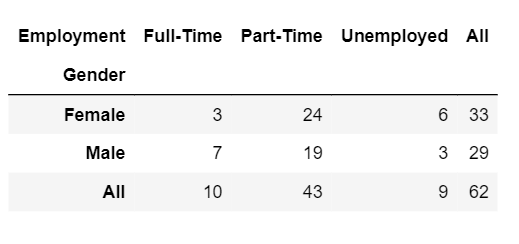 Employment Full-Time Part-Time Unemployed All
Gender
Female 3 24 6 33
Male 7 19 3 29
All 10 43 9 62